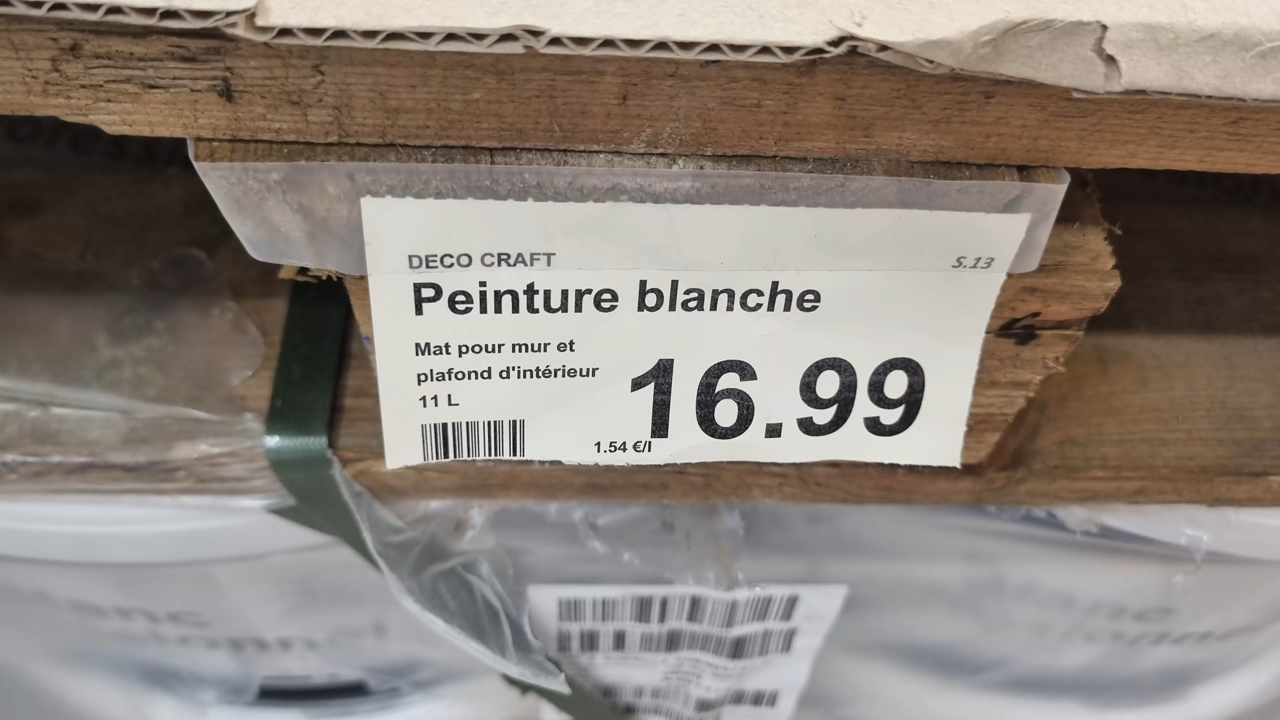 DECO CRAFT
S.13
Peinture blanche
Mat pour mur et
plafond d'intérieur
11 L
16.99
1.54 €/l